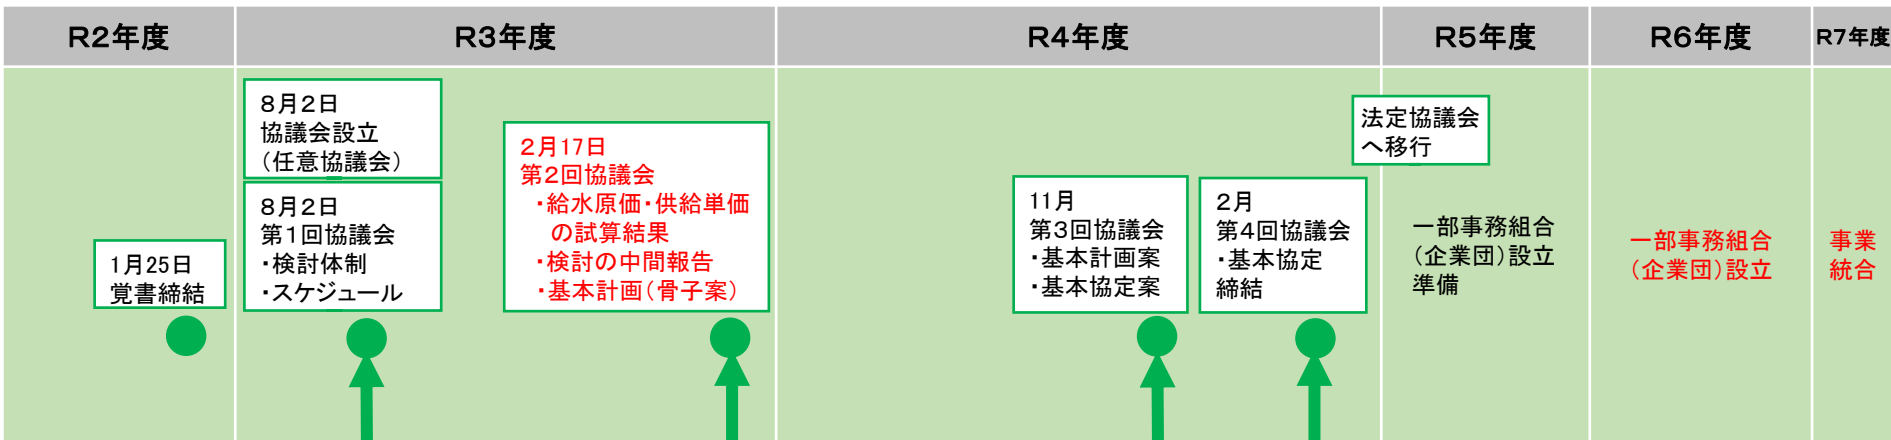 R2年度
R3年度
R4年度
R5年度
R6年度
R7年度
1月25日
覚書締結
8月2日
協議会設立
(任意協議会)
8月2日
第1回協議会
・検討体制
・スケジュール
2月17日
第2回協議会
・給水原価・供給単価
の試算結果
・検討の中間報告
・基本計画(骨子案)
11月
第3回協議会
・基本計画案
・基本協定案
2月
第4回協議会
・基本協定
締結
法定協議会
へ移行
一部事務組合
(企業団)設立
準備
一部事務組合
(企業団)設立
事業
統合